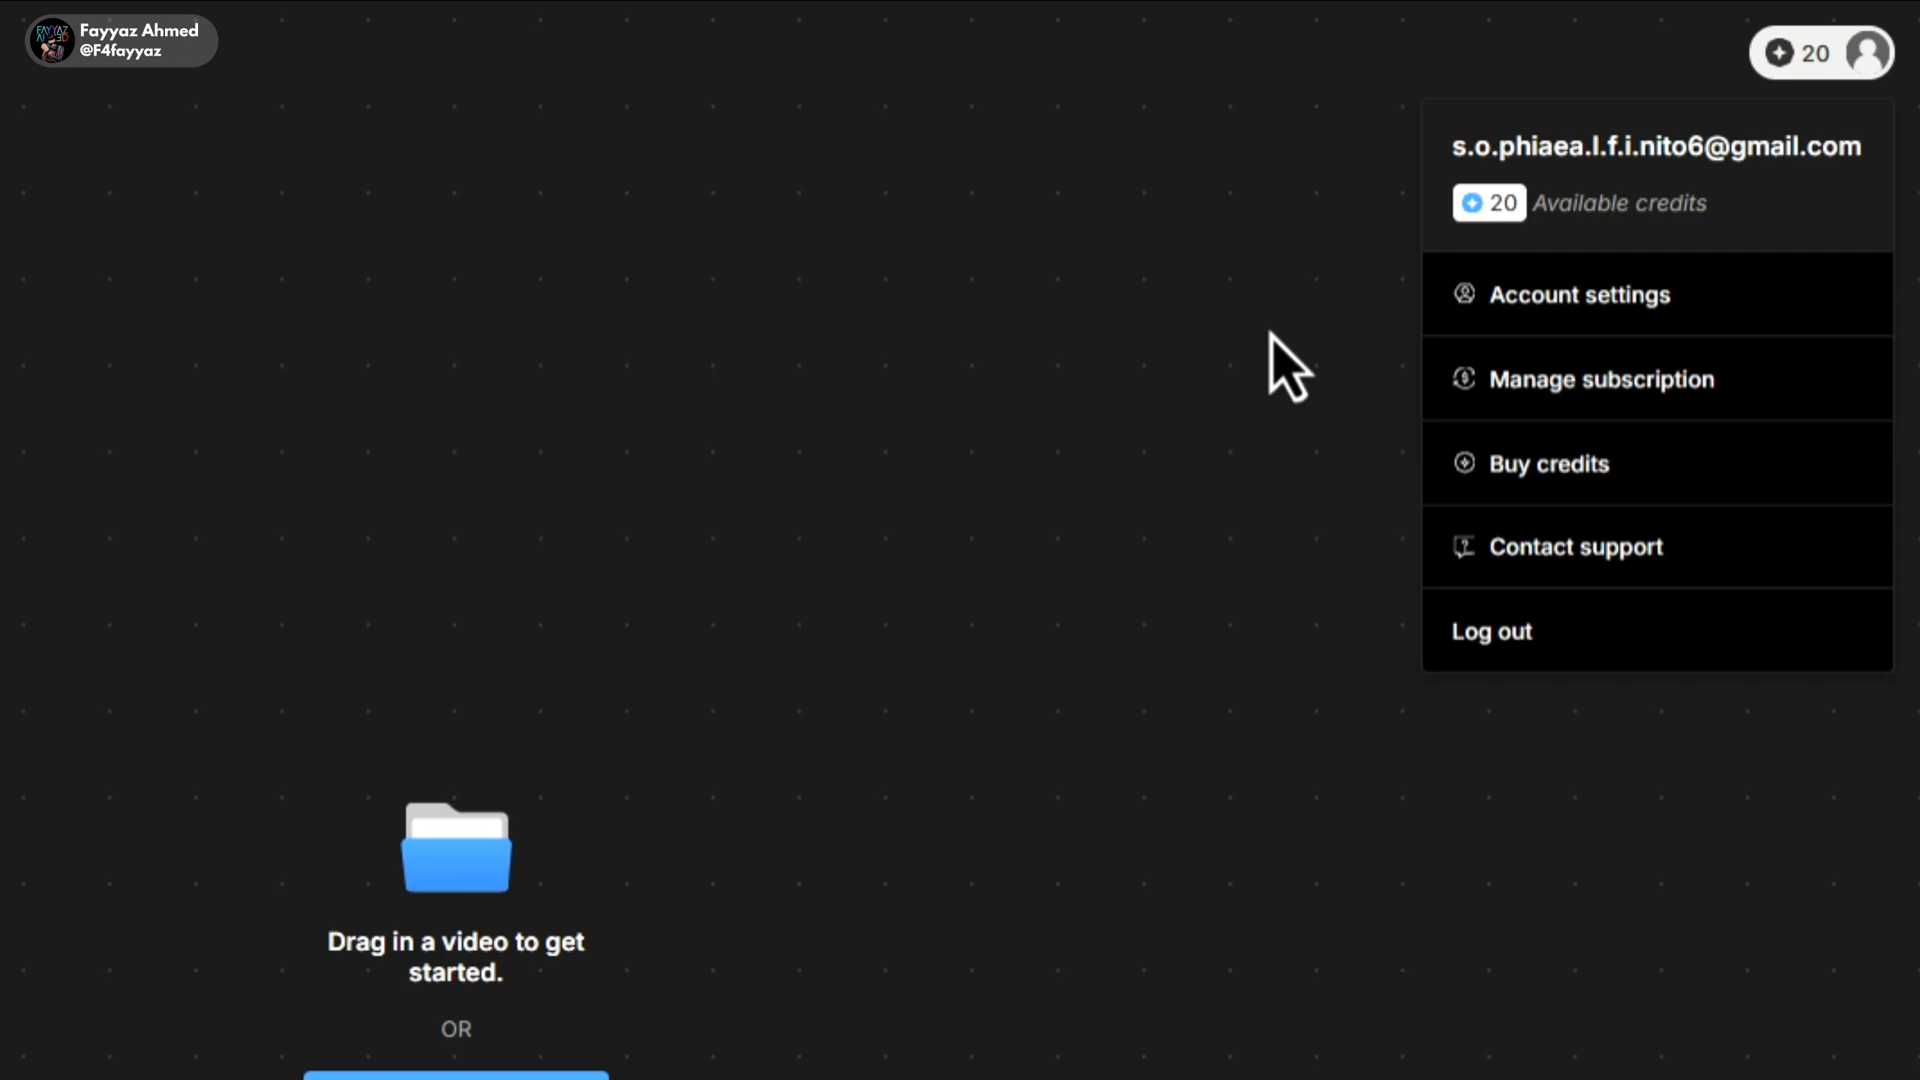 Fayyaz Ahmed
@F4fayyaz
20
s.o.phiaea.l.f.i.nito6@gmail.com
20 Available credits
Account settings
Manage subscription
Buy credits
Contact support
Log out
Drag in a video to get
started.
OR